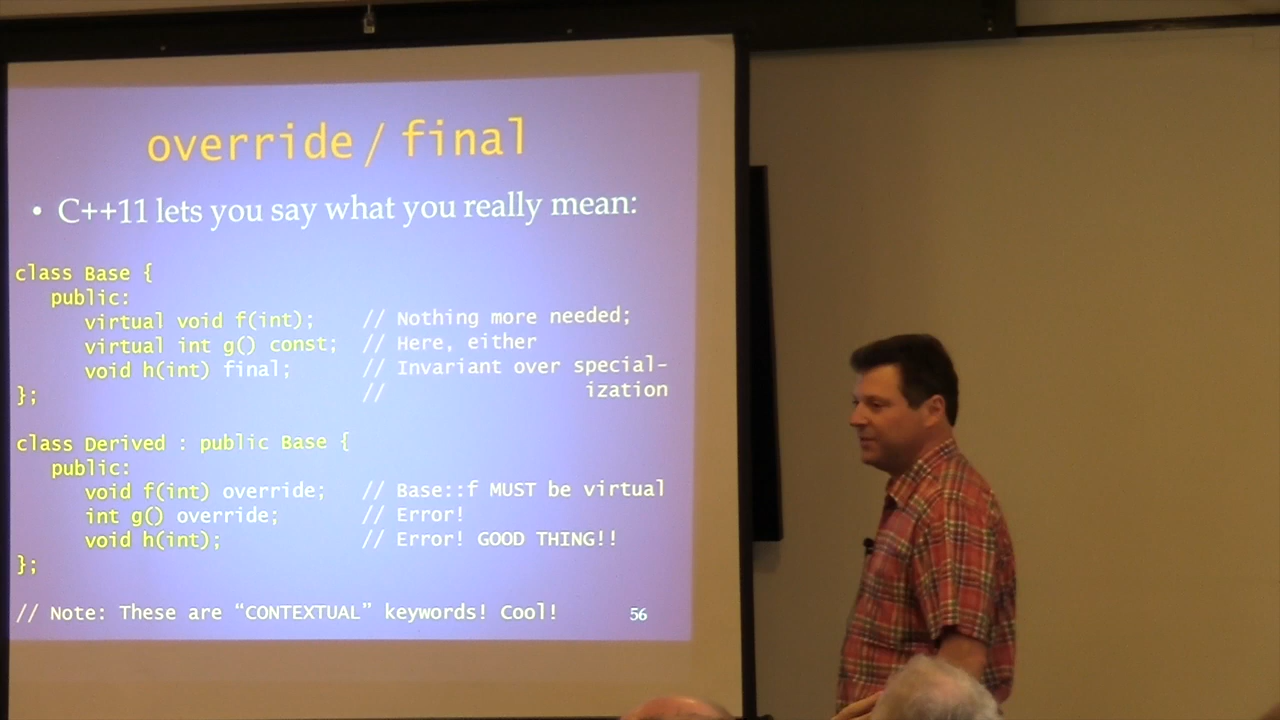 override / final
• C++11 lets you say what you really mean:
class Base {
public:
virtual void f(int); // Nothing more needed;
virtual int g() const; // Here, either
void h(int) final; // Invariant over special-
}; // ization
class Derived : public Base {
public:
void f(int) override; // Base::f MUST be virtual
int g() override; // Error!
void h(int); // Error! GOOD THING!!
};
// Note: These are “CONTEXTUAL” keywords! Cool! 56